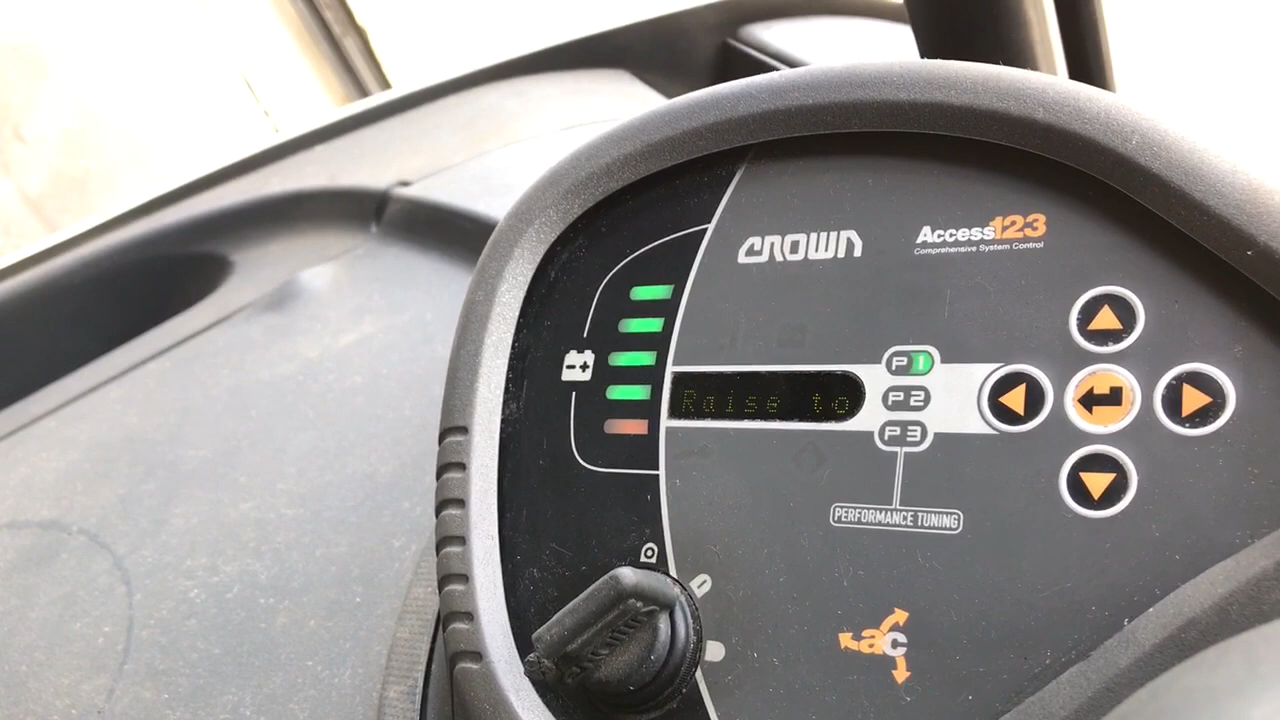 CROWN
Access123
Comprehensive System Control
P1
Raise to
P2
P3
PERFORMANCE TUNING
ac